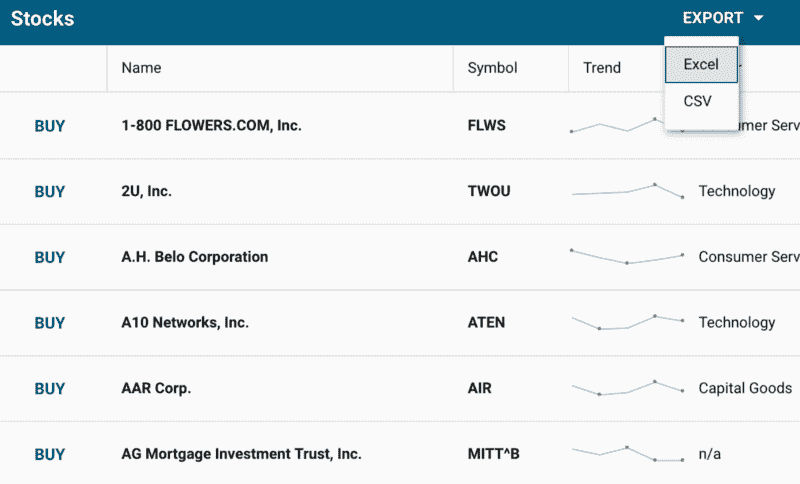 Stocks EXPORT
Name Symbol Trend
Excel
CSV
BUY 1-800 FLOWERS.COM, Inc. FLWS umer Serv
BUY 2U, Inc. TWOU Technology
BUY A.H. Belo Corporation AHC Consumer Serv
BUY A10 Networks, Inc. ATEN Technology
BUY AAR Corp. AIR Capital Goods
BUY AG Mortgage Investment Trust, Inc. MITT^B n/a